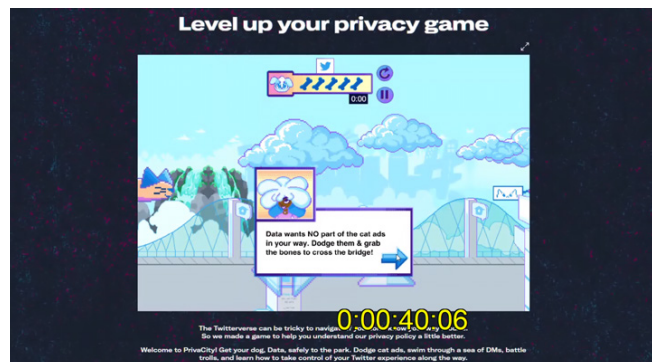 Level up your privacy game
0:00
Data wants NO part of the cat ads
in your way. Dodge them & grab
the bones to cross the bridge!
0:00:40:06
The Twitterverse can be tricky to navigate
So we made a game to help you understand our privacy policy a little better.
Welcome to PrivaCity! Get your dog, Data, safely to the park. Dodge cat ads, swim through a sea of DMs, battle
trolls, and learn how to take control of your Twitter experience along the way.